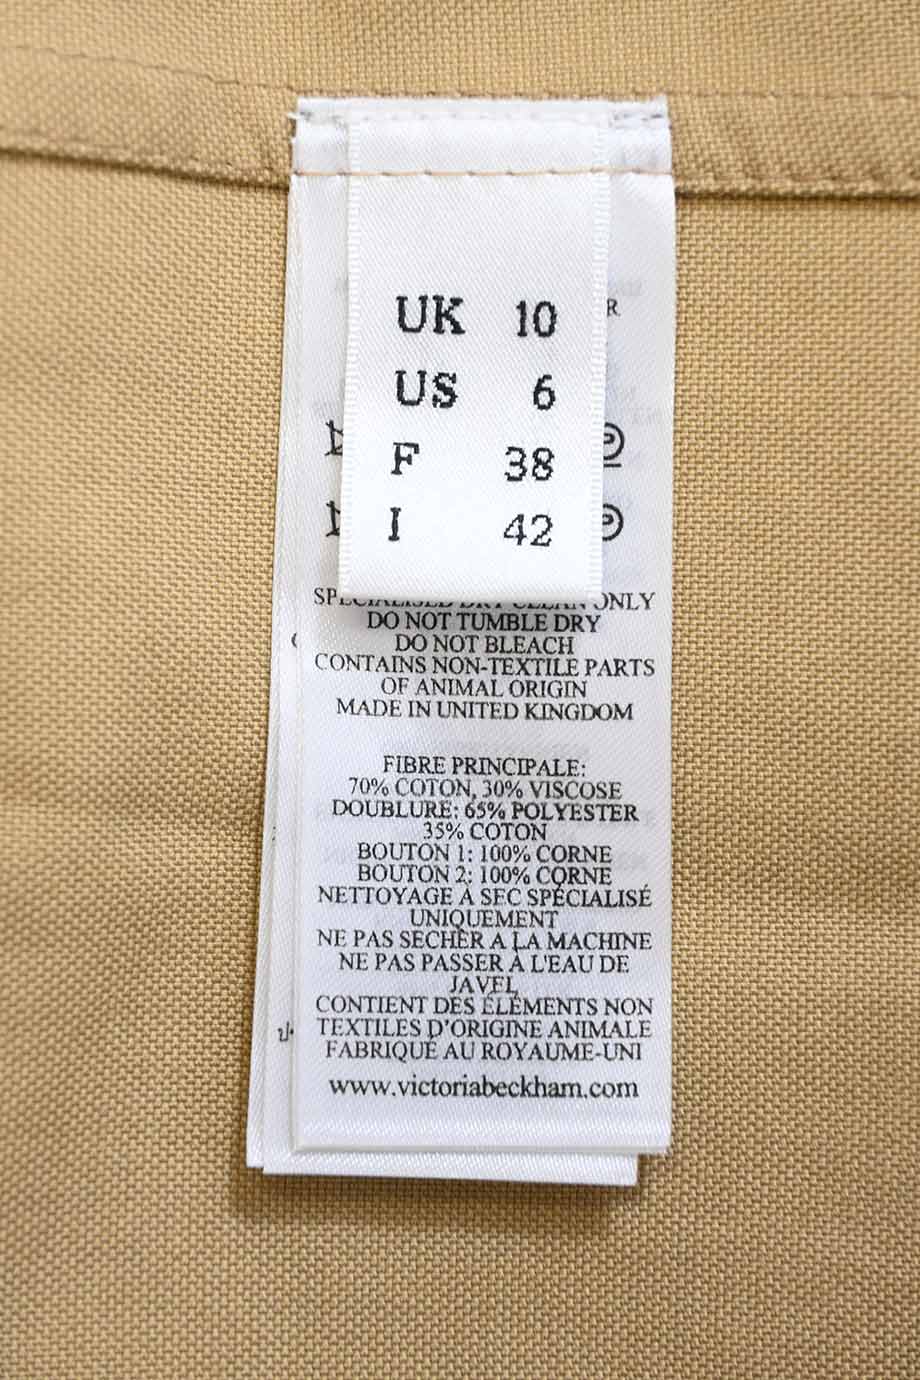 UK 10
US 6
F 38
I 42
R
SPECIALISED DRY CLEAN ONLY
DO NOT TUMBLE DRY
DO NOT BLEACH
CONTAINS NON-TEXTILE PARTS
OF ANIMAL ORIGIN
MADE IN UNITED KINGDOM
FIBRE PRINCIPALE:
70% COTON, 30% VISCOSE
DOUBLURE: 65% POLYESTER
35% COTON
BOUTON 1: 100% CORNE
BOUTON 2: 100% CORNE
NETTOYAGE À SEC SPÉCIALISÉ
UNIQUEMENT
NE PAS SECHER A LA MACHINE
NE PAS PASSER À L'EAU DE
JAVEL
CONTIENT DES ÉLÉMENTS NON
TEXTILES D'ORIGINE ANIMALE
FABRIQUÉ AU ROYAUME-UNI
www.victoriabeckham.com